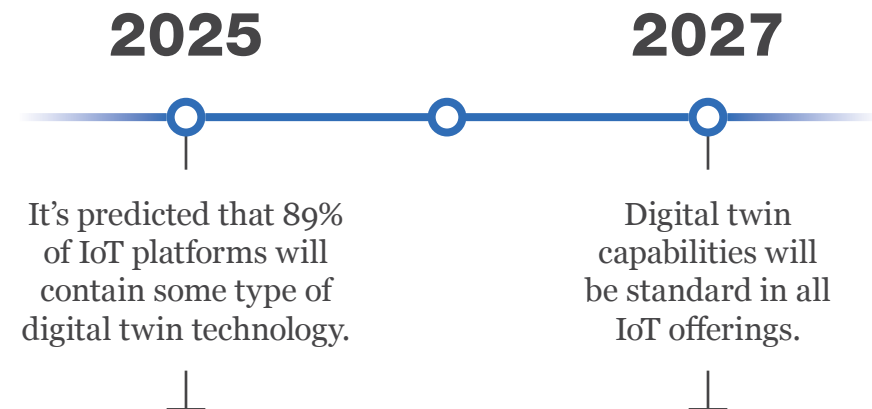 2025
It’s predicted that 89%
of IoT platforms will
contain some type of
digital twin technology.
2027
Digital twin
capabilities will
be standard in all
IoT offerings.